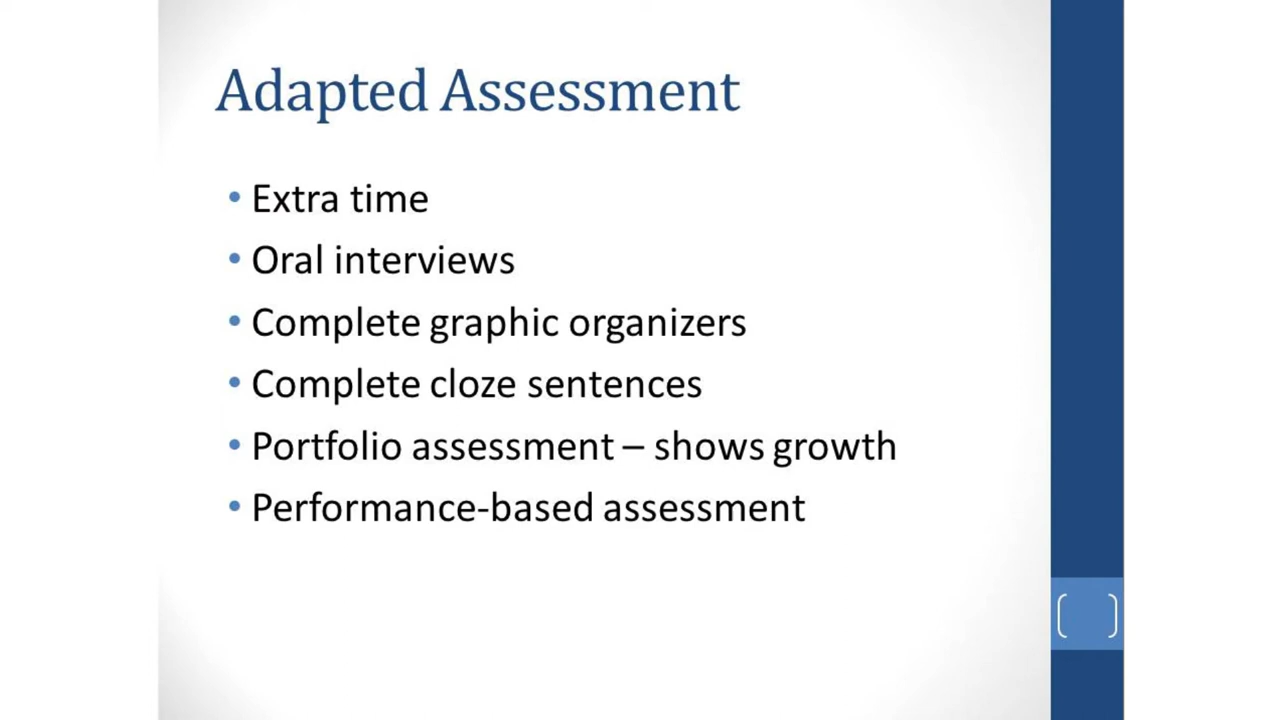 Adapted Assessment
• Extra time
• Oral interviews
• Complete graphic organizers
• Complete cloze sentences
• Portfolio assessment – shows growth
• Performance-based assessment